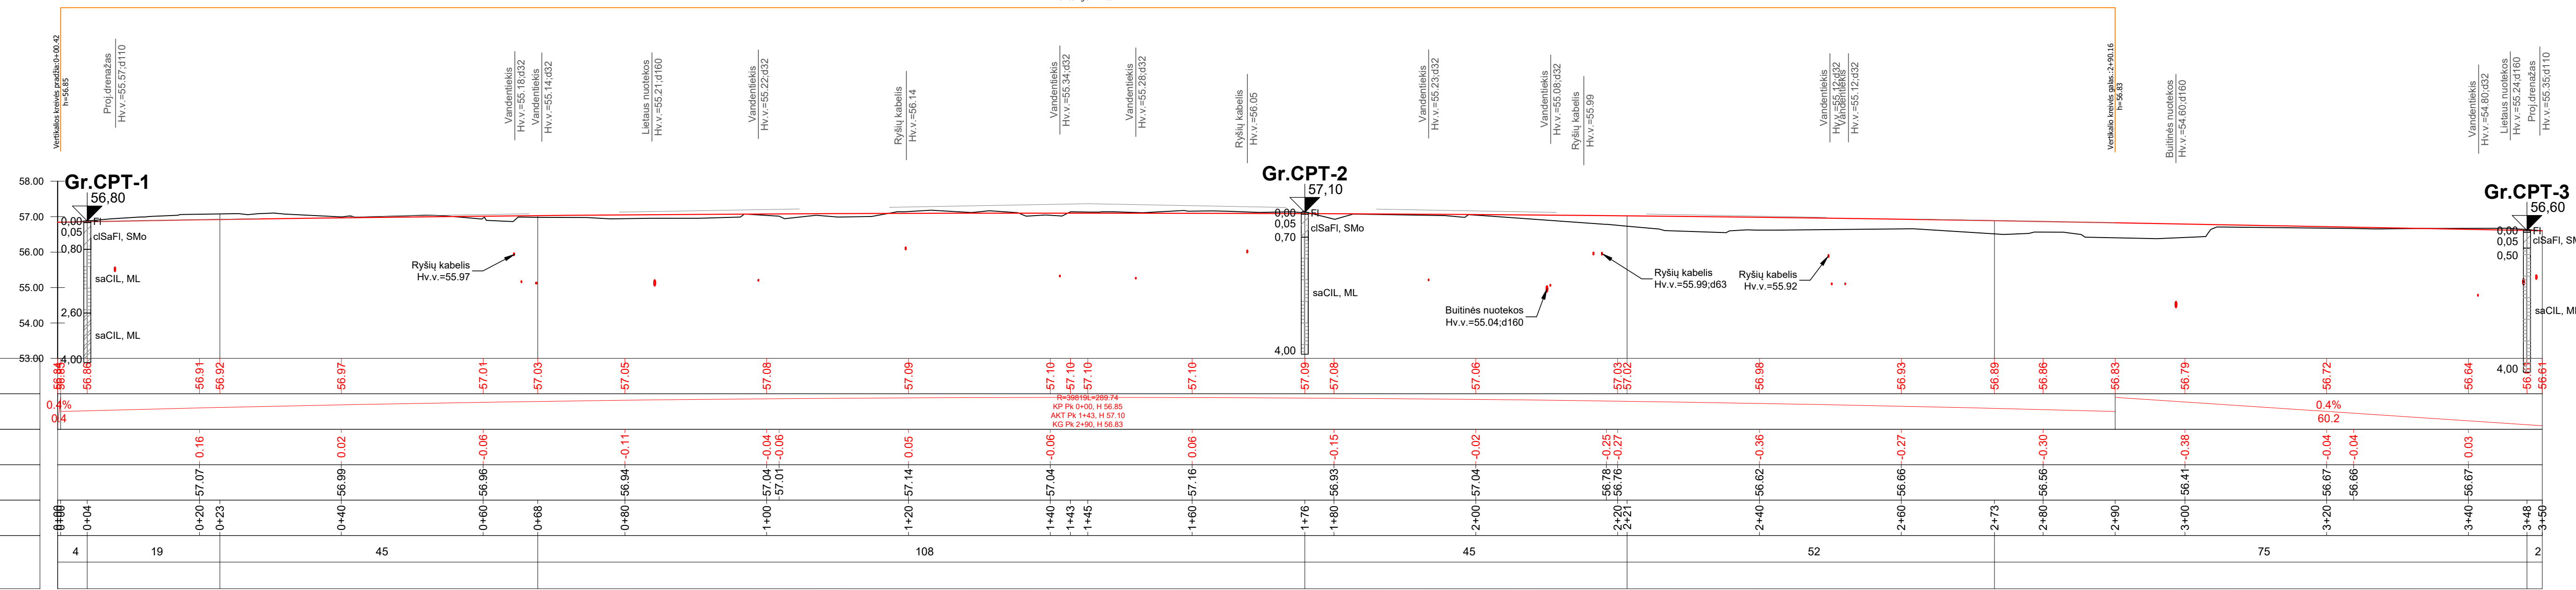 Vertikalios kreivės pradžia:0+00.42
h=56.85
Proj.drenažas
Hv.v.=55.57;d110
Vandentiekis
Hv.v.=55.18;d32
Vandentiekis
Hv.v.=55.14;d32
Lietaus nuotekos
Hv.v.=55.21;d160
Vandentiekis
Hv.v.=55.22;d32
Ryšių kabelis
Hv.v.=56.14
Vandentiekis
Hv.v.=55.34;d32
Vandentiekis
Hv.v.=55.28;d32
Ryšių kabelis
Hv.v.=56.05
Vandentiekis
Hv.v.=55.23;d32
Vandentiekis
Hv.v.=55.08;d32
Ryšių kabelis
Hv.v.=55.99
Vandentiekis
Hv.v.=55.12;d32
Vandentiekis
Hv.v.=55.12;d32
Vertikalio kreivės galas.:2+90.16
h=56.83
Buitinės nuotekos
Hv.v.=54.60;d160
Vandentiekis
Hv.v.=54.80;d32
Lietaus nuotekos
Hv.v.=55.24;d160
Proj.drenažas
Hv.v.=55.35;d110
58.00
57.00
56.00
55.00
54.00
53.00
Gr.CPT-1
56,80
0,00
Fl
0,05
clSaFl, SMo
0,80
saClL, ML
2,60
saClL, ML
4,00
Ryšių kabelis
Hv.v.=55.97
Gr.CPT-2
57,10
0,00
Fl
0,05
clSaFl, SMo
0,70
saClL, ML
4,00
Buitinės nuotekos
Hv.v.=55.04;d160
Ryšių kabelis
Hv.v.=55.99;d63
Ryšių kabelis
Hv.v.=55.92
Gr.CPT-3
56,60
0,00
Fl
0,05
0,50
4,00
56.86 56.91 56.92 56.97 57.01 57.03 57.05 57.08 57.09 57.10 57.10 57.10 57.10 57.09 57.08 57.06 57.03 57.02 56.98 56.93 56.89 56.86 56.83 56.79 56.72 56.64 56.61
0.4%
0.4
R=39819L=289.74
KP Pk 0+00, H 56.85
AKT Pk 1+43, H 57.10
KG Pk 2+90, H 56.83
0.4%
60.2
0.16 0.02 -0.06 -0.11 -0.04 -0.06 0.05 -0.06 0.06 -0.15 -0.02 -0.25 -0.27 -0.36 -0.27 -0.30 -0.38 -0.04 -0.04 0.03
57.07 56.99 56.96 56.94 57.04 57.01 57.14 57.04 57.16 56.93 57.04 56.78 56.76 56.62 56.66 56.56 56.41 56.67 56.66 56.67
0+00 0+04 0+20 0+23 0+40 0+60 0+68 0+80 1+00 1+20 1+40 1+43 1+45 1+60 1+76 1+80 2+00 2+20 2+21 2+40 2+60 2+73 2+80 2+90 3+00 3+20 3+40 3+48 3+50
4 19 45 108 45 52 75 2